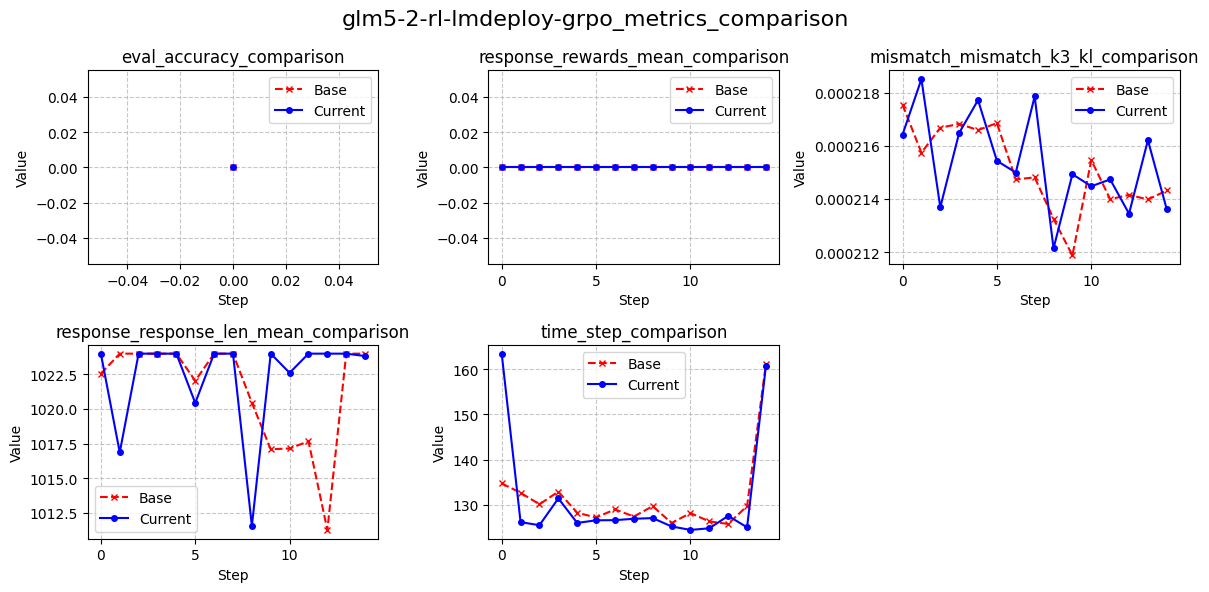 glm5-2-rl-lmdeploy-grpo_metrics_comparison
eval_accuracy_comparison
Value
0.04
0.02
0.00
−0.02
−0.04
Base
Current
−0.04 −0.02 0.00 0.02 0.04
Step
response_rewards_mean_comparison
Value
0.04
0.02
0.00
−0.02
−0.04
Base
Current
0 5 10
Step
mismatch_mismatch_k3_kl_comparison
Value
0.000218
0.000216
0.000214
0.000212
Base
Current
0 5 10
Step
response_response_len_mean_comparison
Value
1022.5
1020.0
1017.5
1015.0
1012.5
Base
Current
0 5 10
Step
time_step_comparison
Value
160
150
140
130
Base
Current
0 5 10
Step